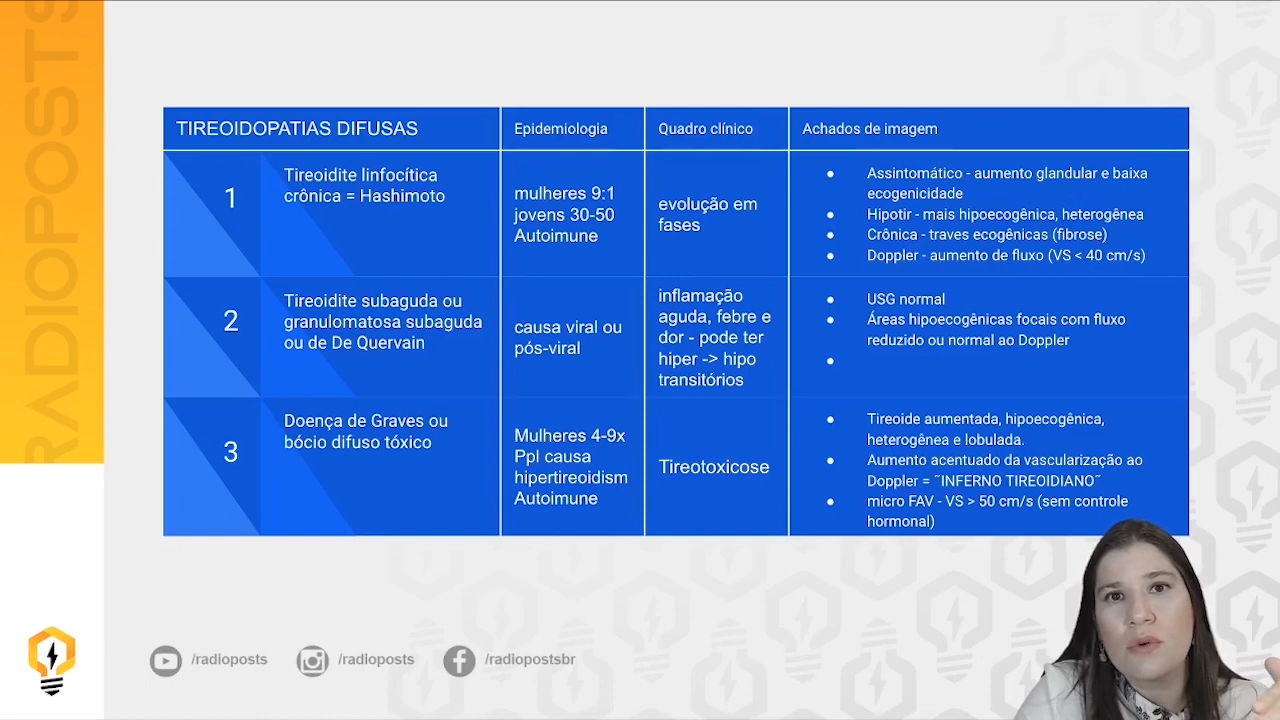 RADIOPOSTS
TIREOIDOPATIAS DIFUSAS
Epidemiologia
Quadro clínico
Achados de imagem
1
Tireoidite linfocítica
crônica = Hashimoto
mulheres 9:1
jovens 30-50
Autoimune
evolução em
fases
Assintomático - aumento glandular e baixa
ecogenicidade
Hipotir - mais hipoecogênica, heterogênea
Crônica - traves ecogênicas (fibrose)
Doppler - aumento de fluxo (VS < 40 cm/s)
2
Tireoidite subaguda ou
granulomatosa subaguda
ou de De Quervain
causa viral ou
pós-viral
inflamação
aguda, febre e
dor - pode ter
hiper -> hipo
transitórios
USG normal
Áreas hipoecogênicas focais com fluxo
reduzido ou normal ao Doppler
3
Doença de Graves ou
bócio difuso tóxico
Mulheres 4-9x
Ppl causa
hipertireoidism
Autoimune
Tireotoxicose
Tireoide aumentada, hipoecogênica,
heterogênea e lobulada.
Aumento acentuado da vascularização ao
Doppler = ˜INFERNO TIREOIDIANO˜
micro FAV - VS > 50 cm/s (sem controle
hormonal)
/radioposts
/radioposts
/radiopostsbr